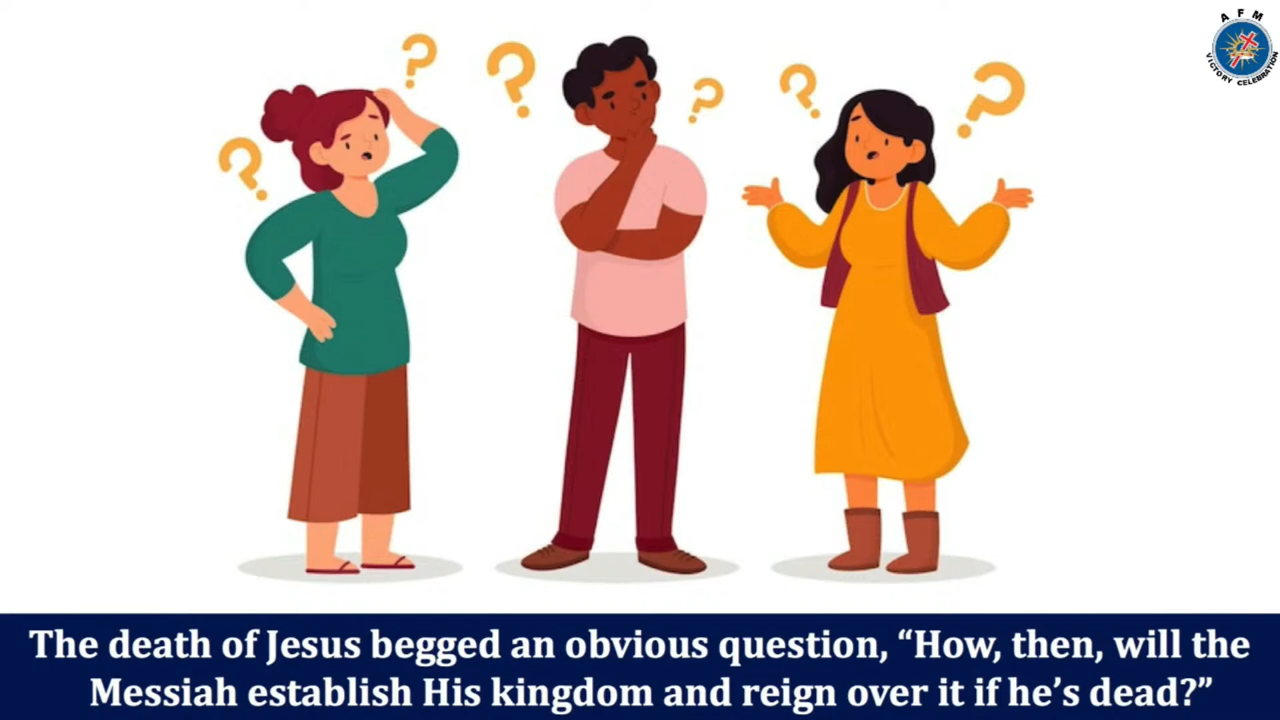 AFM
VICTORY CELEBRATION
? ? ? ? ? ?
The death of Jesus begged an obvious question, “How, then, will the
Messiah establish His kingdom and reign over it if he’s dead?”